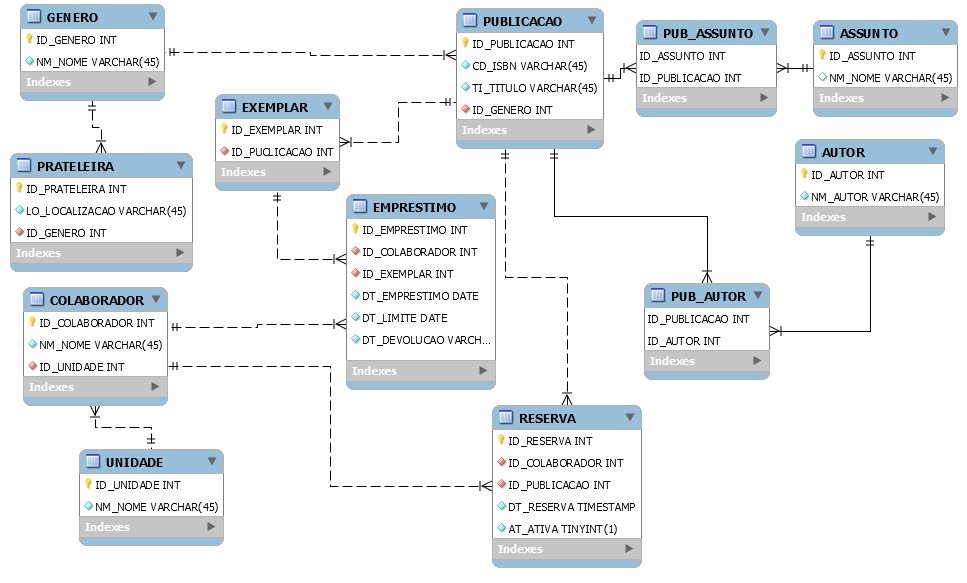 GENERO
ID_GENERO INT
NM_NOME VARCHAR(45)
Indexes
PUBLICACAO
ID_PUBLICACAO INT
CD_ISBN VARCHAR(45)
TI_TITULO VARCHAR(45)
ID_GENERO INT
Indexes
PUB_ASSUNTO
ID_ASSUNTO INT
ID_PUBLICACAO INT
Indexes
ASSUNTO
ID_ASSUNTO INT
NM_NOME VARCHAR(45)
Indexes
EXEMPLAR
ID_EXEMPLAR INT
ID_PUCLICACAO INT
Indexes
PRATELEIRA
ID_PRATELEIRA INT
LO_LOCALIZACAO VARCHAR(45)
ID_GENERO INT
Indexes
AUTOR
ID_AUTOR INT
NM_AUTOR VARCHAR(45)
Indexes
EMPRESTIMO
ID_EMPRESTIMO INT
ID_COLABORADOR INT
ID_EXEMPLAR INT
DT_EMPRESTIMO DATE
DT_LIMITE DATE
DT_DEVOLUCAO VARCH...
Indexes
COLABORADOR
ID_COLABORADOR INT
NM_NOME VARCHAR(45)
ID_UNIDADE INT
Indexes
PUB_AUTOR
ID_PUBLICACAO INT
ID_AUTOR INT
Indexes
RESERVA
ID_RESERVA INT
ID_COLABORADOR INT
ID_PUBLICACAO INT
DT_RESERVA TIMESTAMP
AT_ATIVA TINYINT(1)
Indexes
UNIDADE
ID_UNIDADE INT
NM_NOME VARCHAR(45)
Indexes